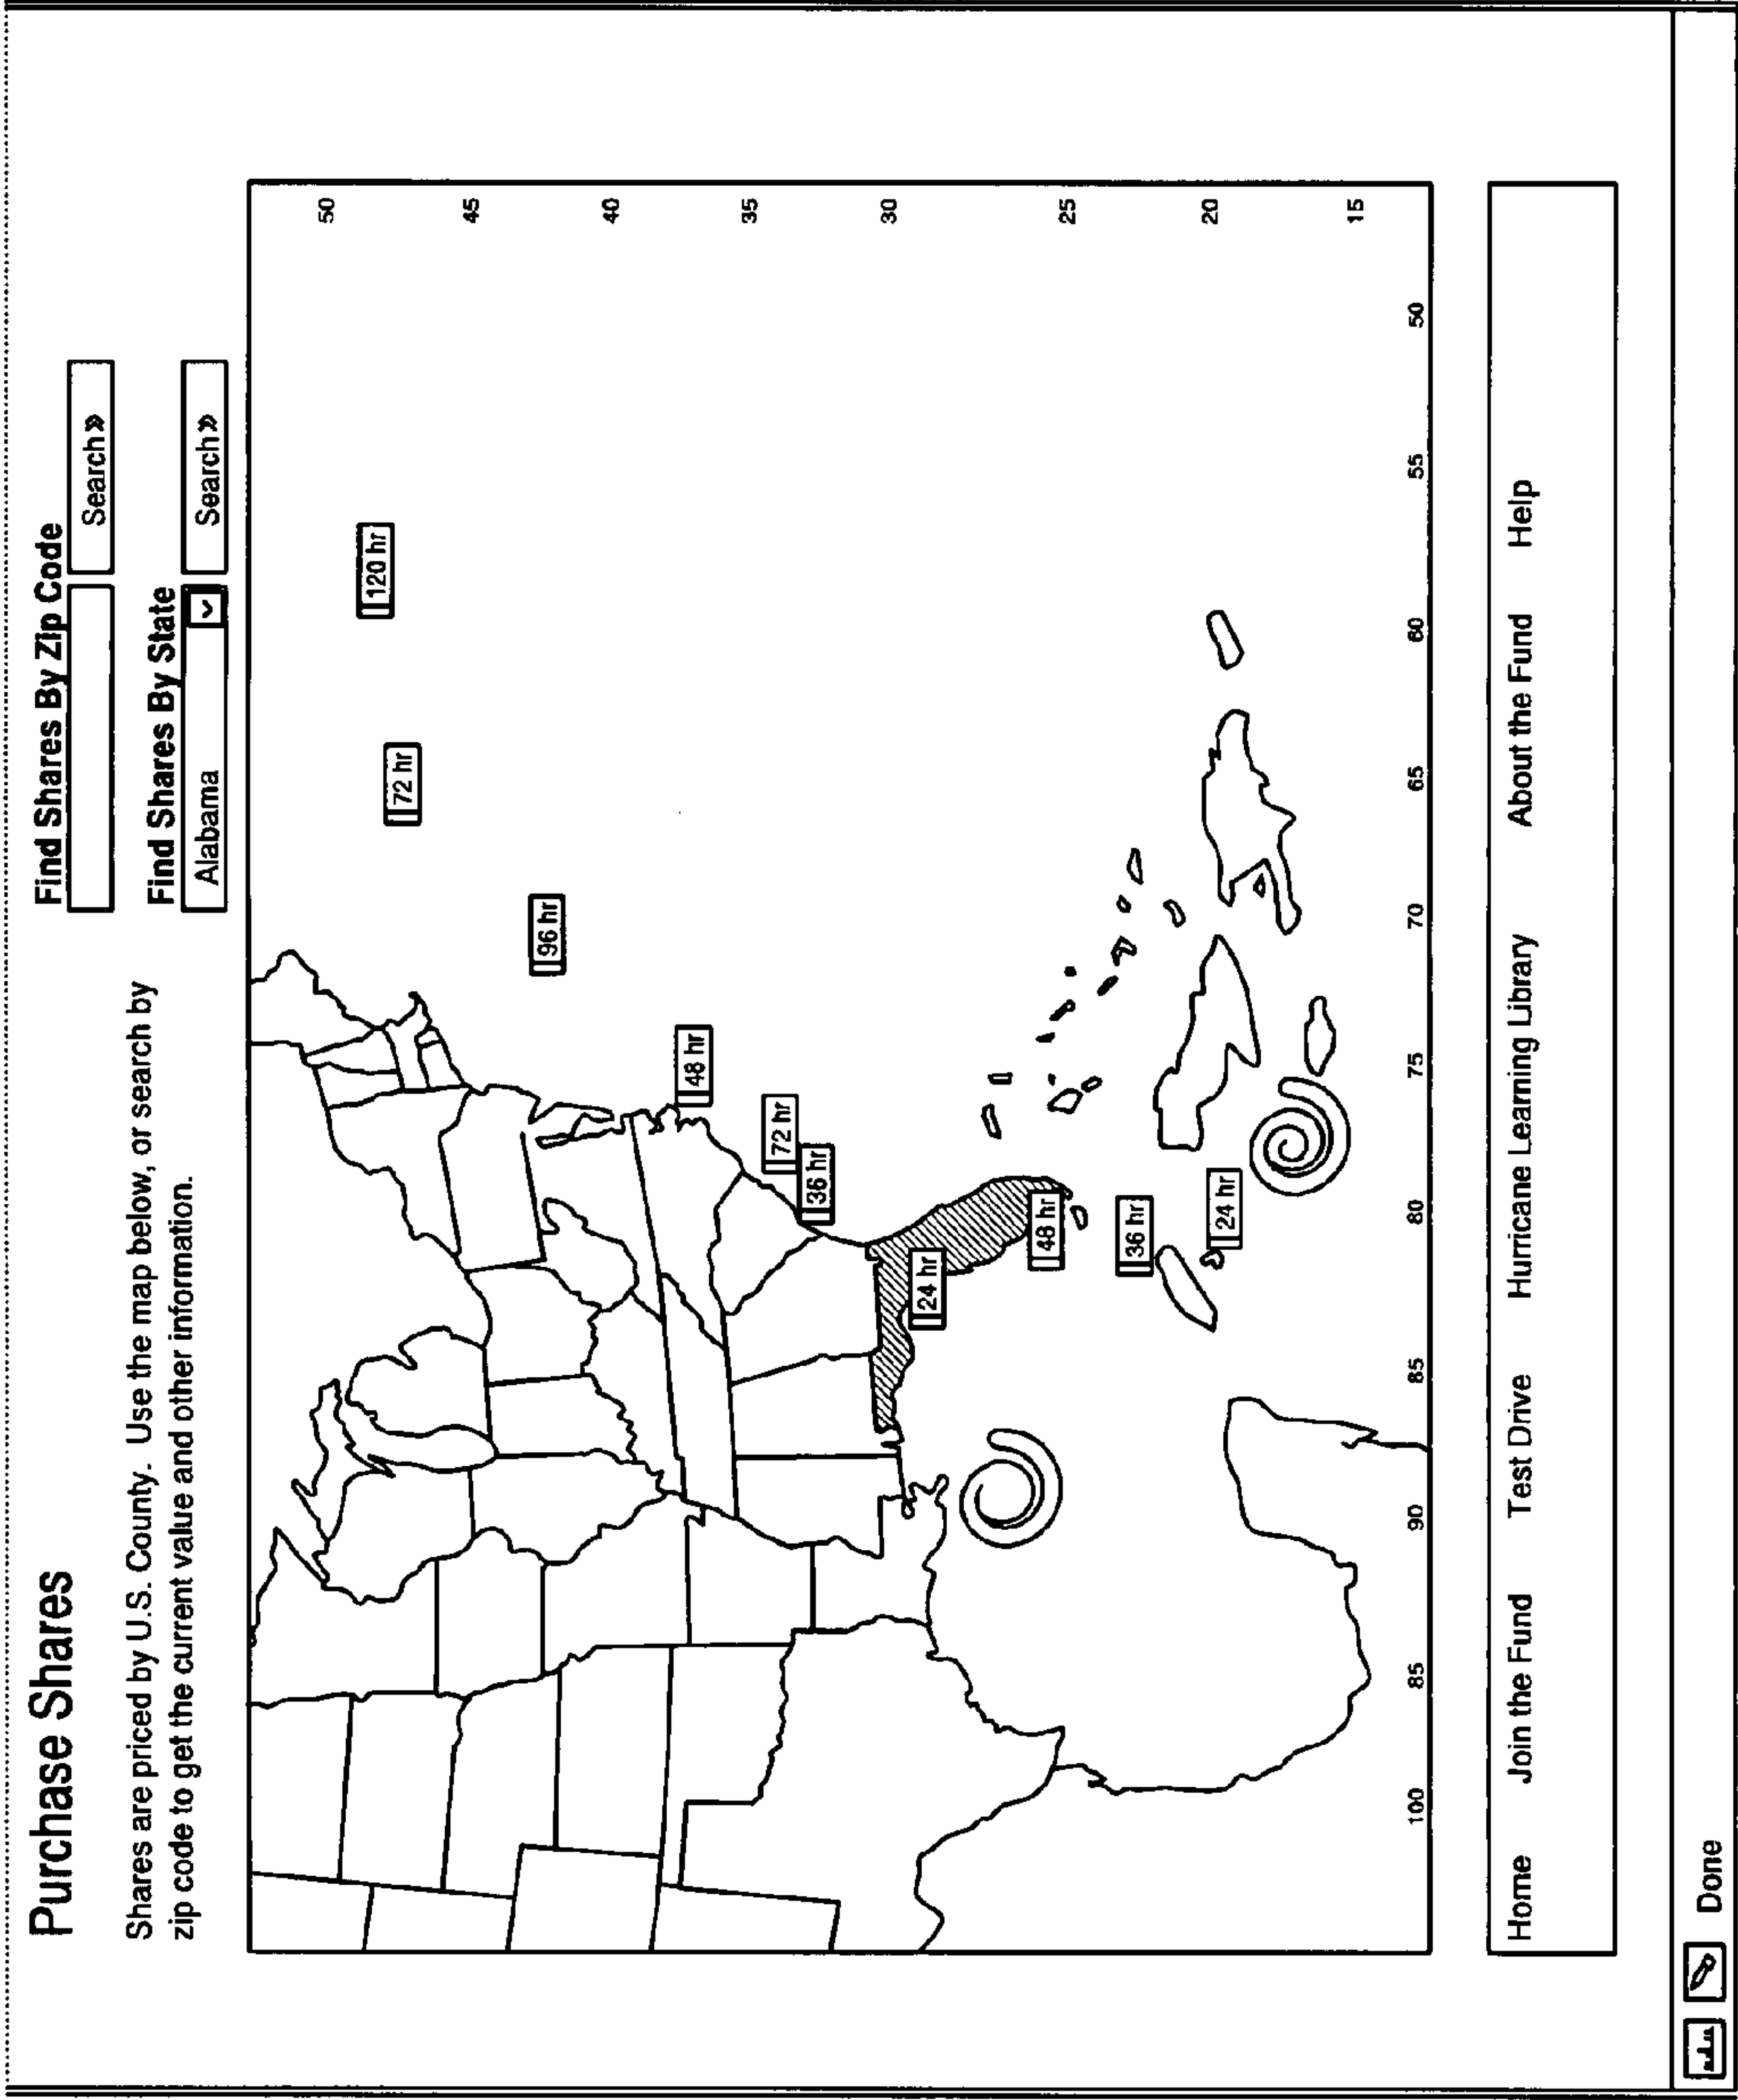 Purchase Shares
Shares are priced by U.S. County. Use the map below, or search by
zip code to get the current value and other information.
Find Shares By Zip Code
Search»
Find Shares By State
Alabama
Search»
120 hr
72 hr
96 hr
48 hr
72 hr
36 hr
24 hr
48 hr
36 hr
24 hr
50
45
40
35
30
25
20
15
100
85
90
85
80
75
70
65
60
55
50
Home
Join the Fund
Test Drive
Hurricane Learning Library
About the Fund
Help
Done